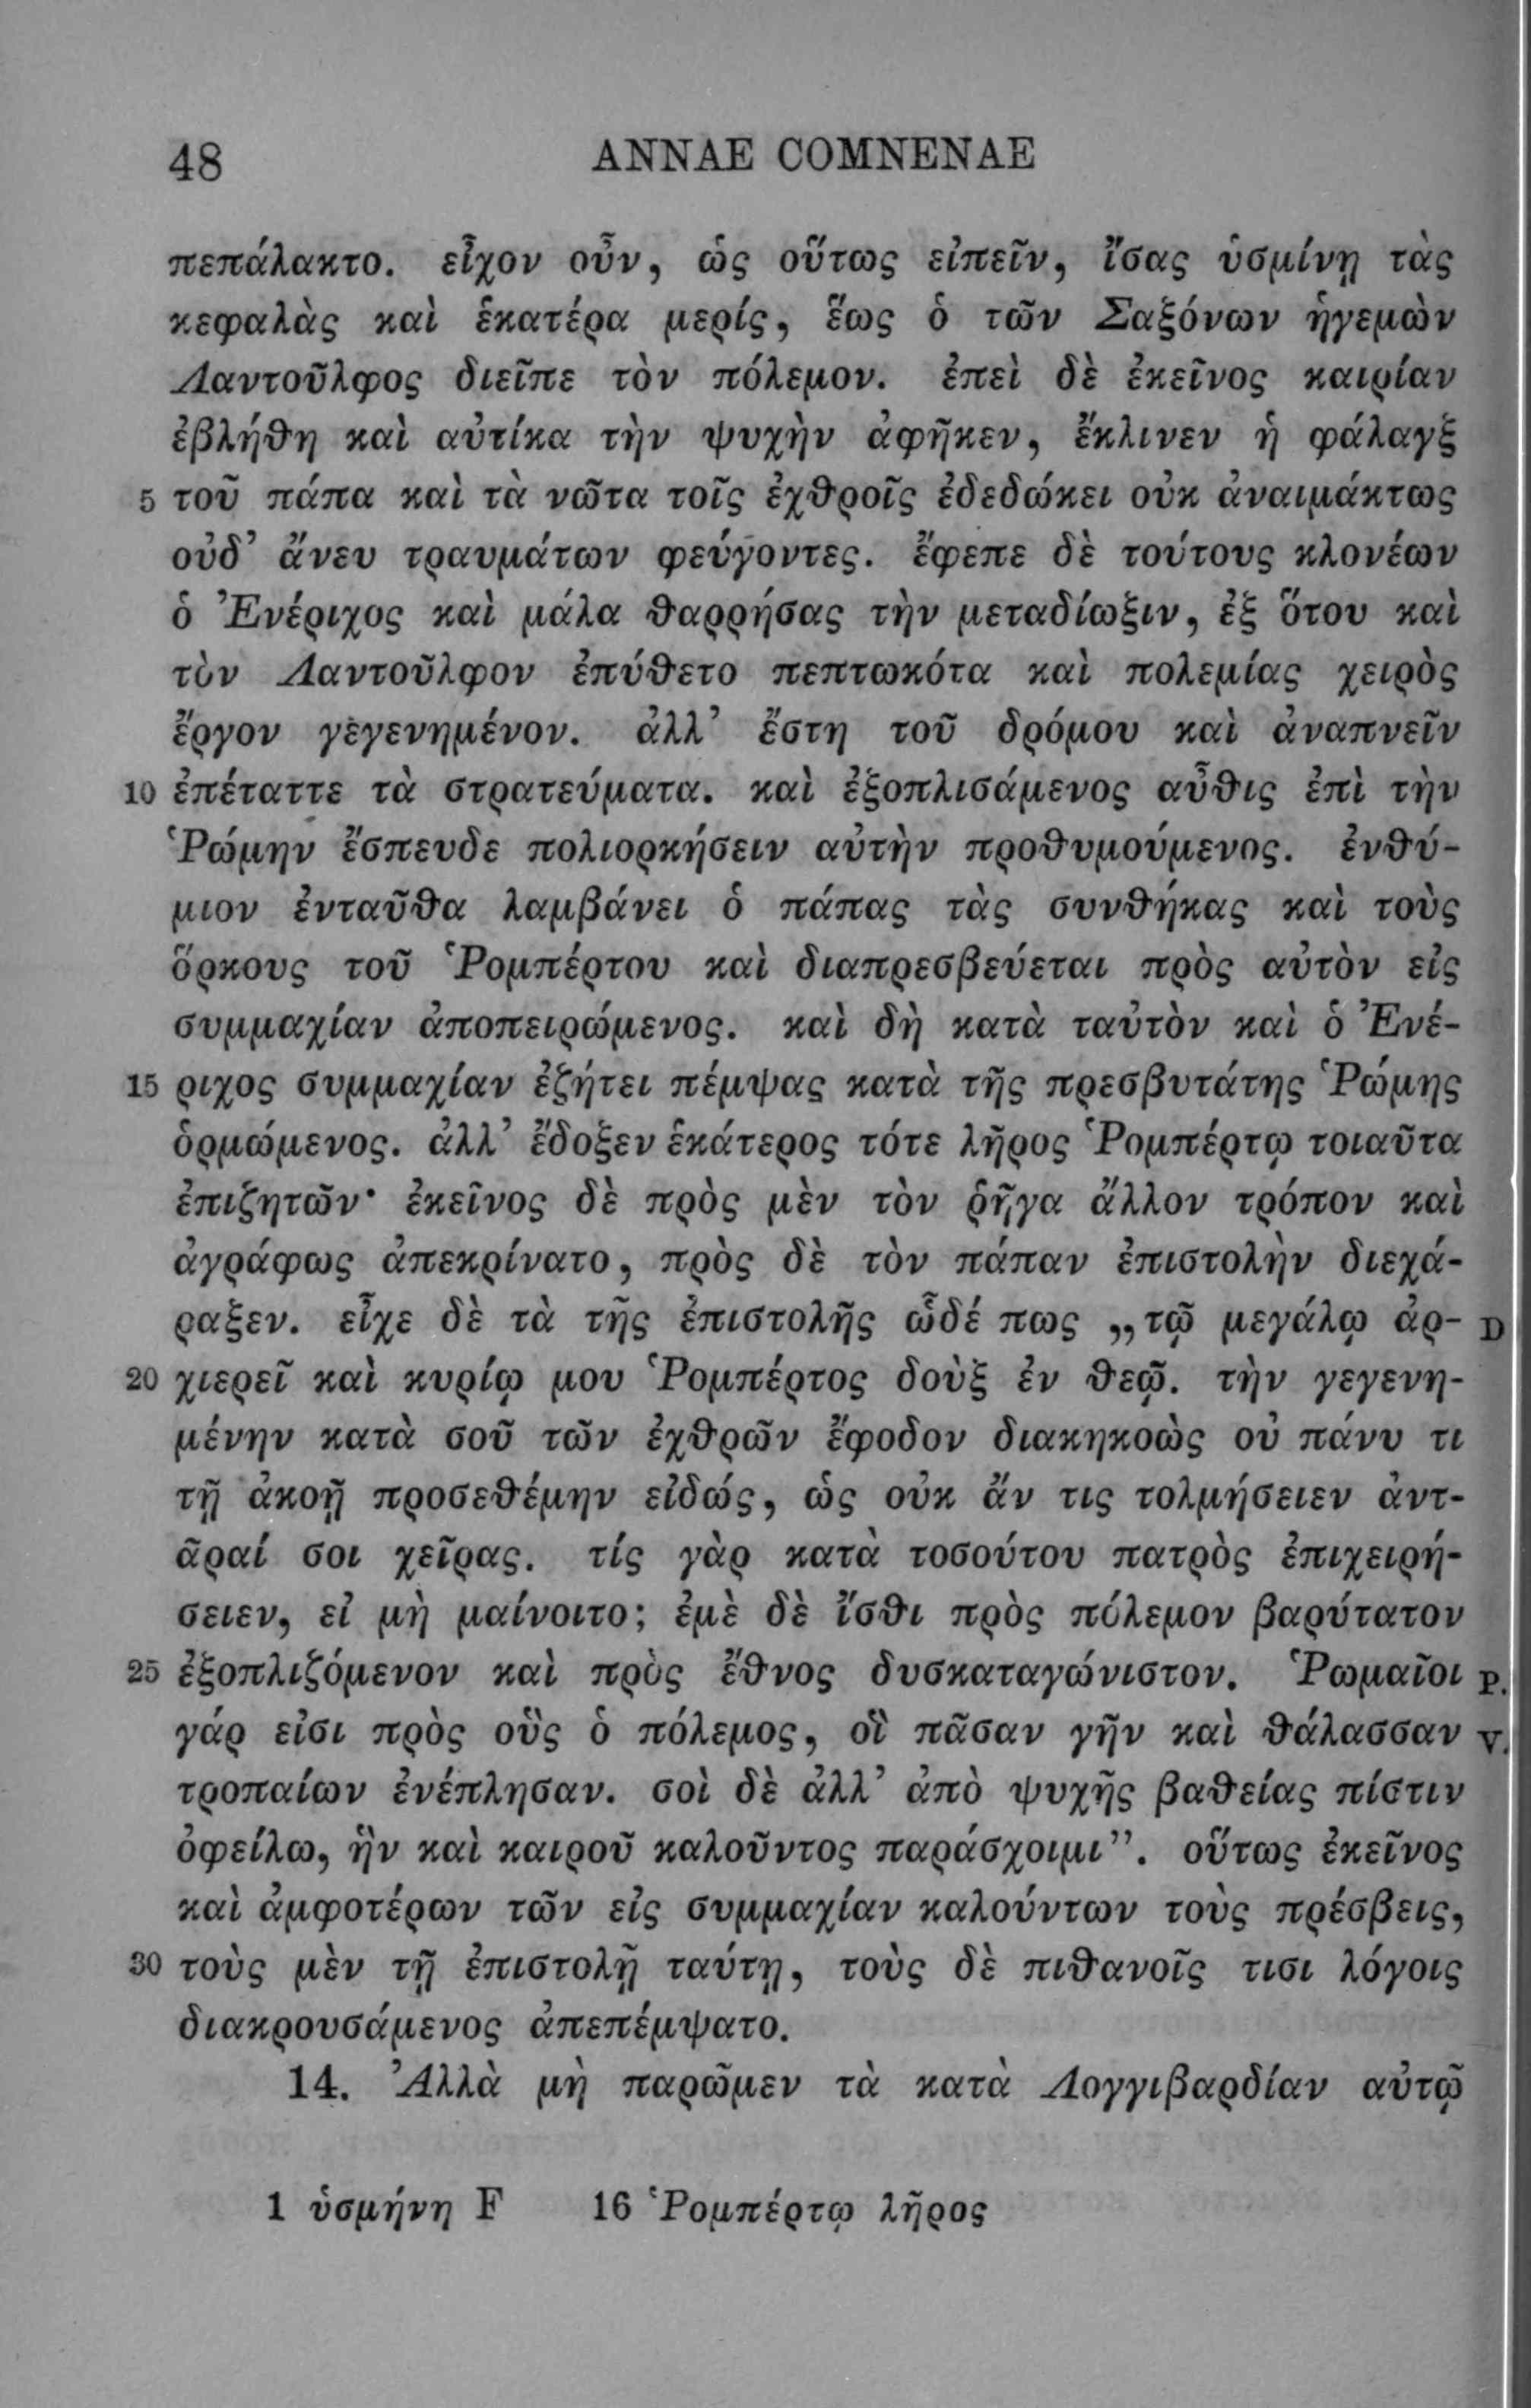 48 ANNAE COMNENAE
πεπάλακτο. εἶχον οὖν, ὡς οὕτως εἰπεῖν, ἴσας ὑσμίνῃ τὰς
κεφαλὰς καὶ ἑκατέρα μερίς, ἕως ὁ τῶν Σαξόνων ἡγεμὼν
Λαντοῦλφος διεῖπε τὸν πόλεμον. ἐπεὶ δὲ ἐκεῖνος καιρίαν
ἐβλήθη καὶ αὐτίκα τὴν ψυχὴν ἀφῆκεν, ἔκλινεν ἡ φάλαγξ
5 τοῦ πάπα καὶ τὰ νῶτα τοῖς ἐχθροῖς ἐδεδώκει οὐκ ἀναιμάκτως
οὐδ’ ἄνευ τραυμάτων φεύγοντες. ἔφεπε δὲ τούτους κλονέων
ὁ Ἐνέριχος καὶ μάλα θαρρήσας τὴν μεταδίωξιν, ἐξ ὅτου καὶ
τὸν Λαντοῦλφον ἐπύθετο πεπτωκότα καὶ πολεμίας χειρὸς
ἔργον γεγενημένον. ἀλλ’ ἔστη τοῦ δρόμου καὶ ἀναπνεῖν
10 ἐπέταττε τὰ στρατεύματα. καὶ ἐξοπλισάμενος αὖθις ἐπὶ τὴν
Ῥώμην ἔσπευδε πολιορκήσειν αὐτὴν προθυμούμενος. ἐνθύ-
μιον ἐνταῦθα λαμβάνει ὁ πάπας τὰς συνθήκας καὶ τοὺς
ὅρκους τοῦ Ῥομπέρτου καὶ διαπρεσβεύεται πρὸς αὐτὸν εἰς
συμμαχίαν ἀποπειρώμενος. καὶ δὴ κατὰ ταὐτὸν καὶ ὁ Ἐνέ-
15 ριχος συμμαχίαν ἐζήτει πέμψας κατὰ τῆς πρεσβυτάτης Ῥώμης
ὁρμώμενος. ἀλλ’ ἔδοξεν ἑκάτερος τότε λῆρος Ῥομπέρτῳ τοιαῦτα
ἐπιζητῶν· ἐκεῖνος δὲ πρὸς μὲν τὸν ῥῆγα ἄλλον τρόπον καὶ
ἀγράφως ἀπεκρίνατο, πρὸς δὲ τὸν πάπαν ἐπιστολὴν διεχά-
ραξεν. εἶχε δὲ τὰ τῆς ἐπιστολῆς ὧδέ πως „τῷ μεγάλῳ ἀρ- D
20 χιερεῖ καὶ κυρίῳ μου Ῥομπέρτος δοὺξ ἐν θεῷ. τὴν γεγενη-
μένην κατὰ σοῦ τῶν ἐχθρῶν ἔφοδον διακηκοὼς οὐ πάνυ τι
τῇ ἀκοῇ προσεθέμην εἰδώς, ὡς οὐκ ἄν τις τολμήσειεν ἀντ-
ᾶραί σοι χεῖρας. τίς γὰρ κατὰ τοσούτου πατρὸς ἐπιχειρή-
σειεν, εἰ μὴ μαίνοιτο; ἐμὲ δὲ ἴσθι πρὸς πόλεμον βαρύτατον
25 ἐξοπλιζόμενον καὶ πρὸς ἔθνος δυσκαταγώνιστον. Ῥωμαῖοι P.
γάρ εἰσι πρὸς οὓς ὁ πόλεμος, οἳ πᾶσαν γῆν καὶ θάλασσαν V.
τροπαίων ἐνέπλησαν. σοὶ δὲ ἀλλ’ ἀπὸ ψυχῆς βαθείας πίστιν
ὀφείλω, ἣν καὶ καιροῦ καλοῦντος παράσχοιμι”. οὕτως ἐκεῖνος
καὶ ἀμφοτέρων τῶν εἰς συμμαχίαν καλούντων τοὺς πρέσβεις,
30 τοὺς μὲν τῇ ἐπιστολῇ ταύτῃ, τοὺς δὲ πιθανοῖς τισι λόγοις
διακρουσάμενος ἀπεπέμψατο.
14. Ἀλλὰ μὴ παρῶμεν τὰ κατὰ Λογγιβαρδίαν αὐτῷ
1 ὑσμήνη F 16 Ῥομπέρτῳ λῆρος